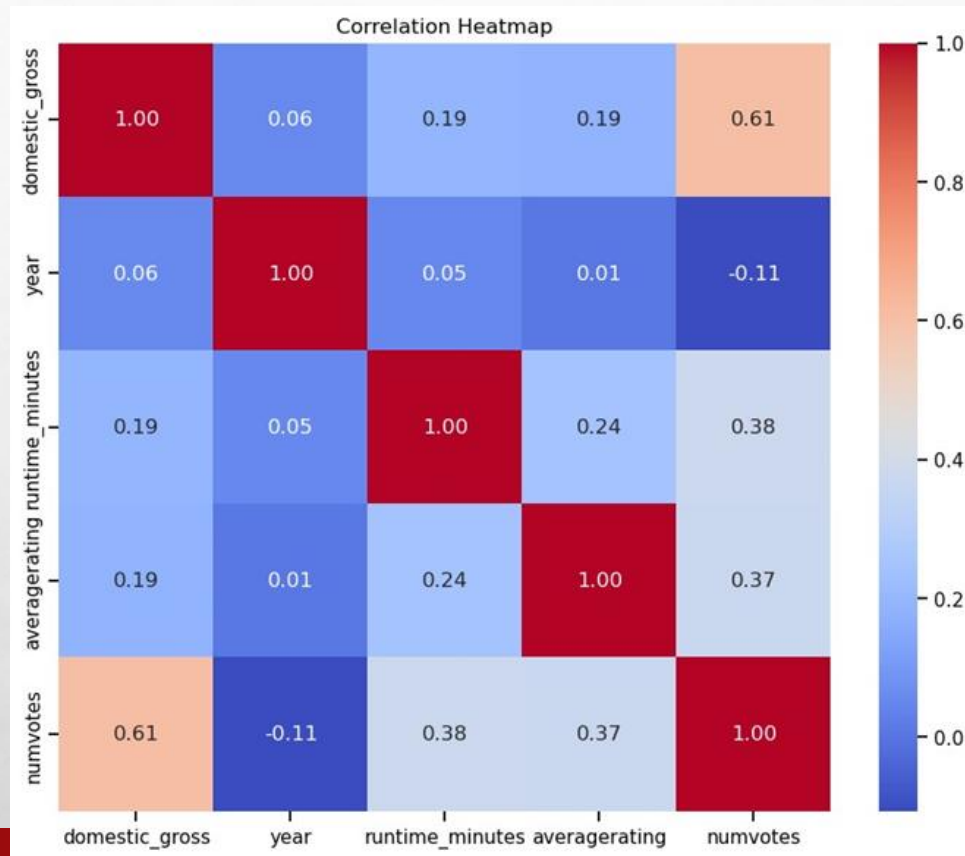 Correlation Heatmap
domestic_gross 1.00 0.06 0.19 0.19 0.61 1.0
0.8
year 0.06 1.00 0.05 0.01 -0.11
0.6
runtime_minutes 0.19 0.05 1.00 0.24 0.38
0.4
averagerating 0.19 0.01 0.24 1.00 0.37
0.2
numvotes 0.61 -0.11 0.38 0.37 1.00
0.0
domestic_gross year runtime_minutes averagerating numvotes